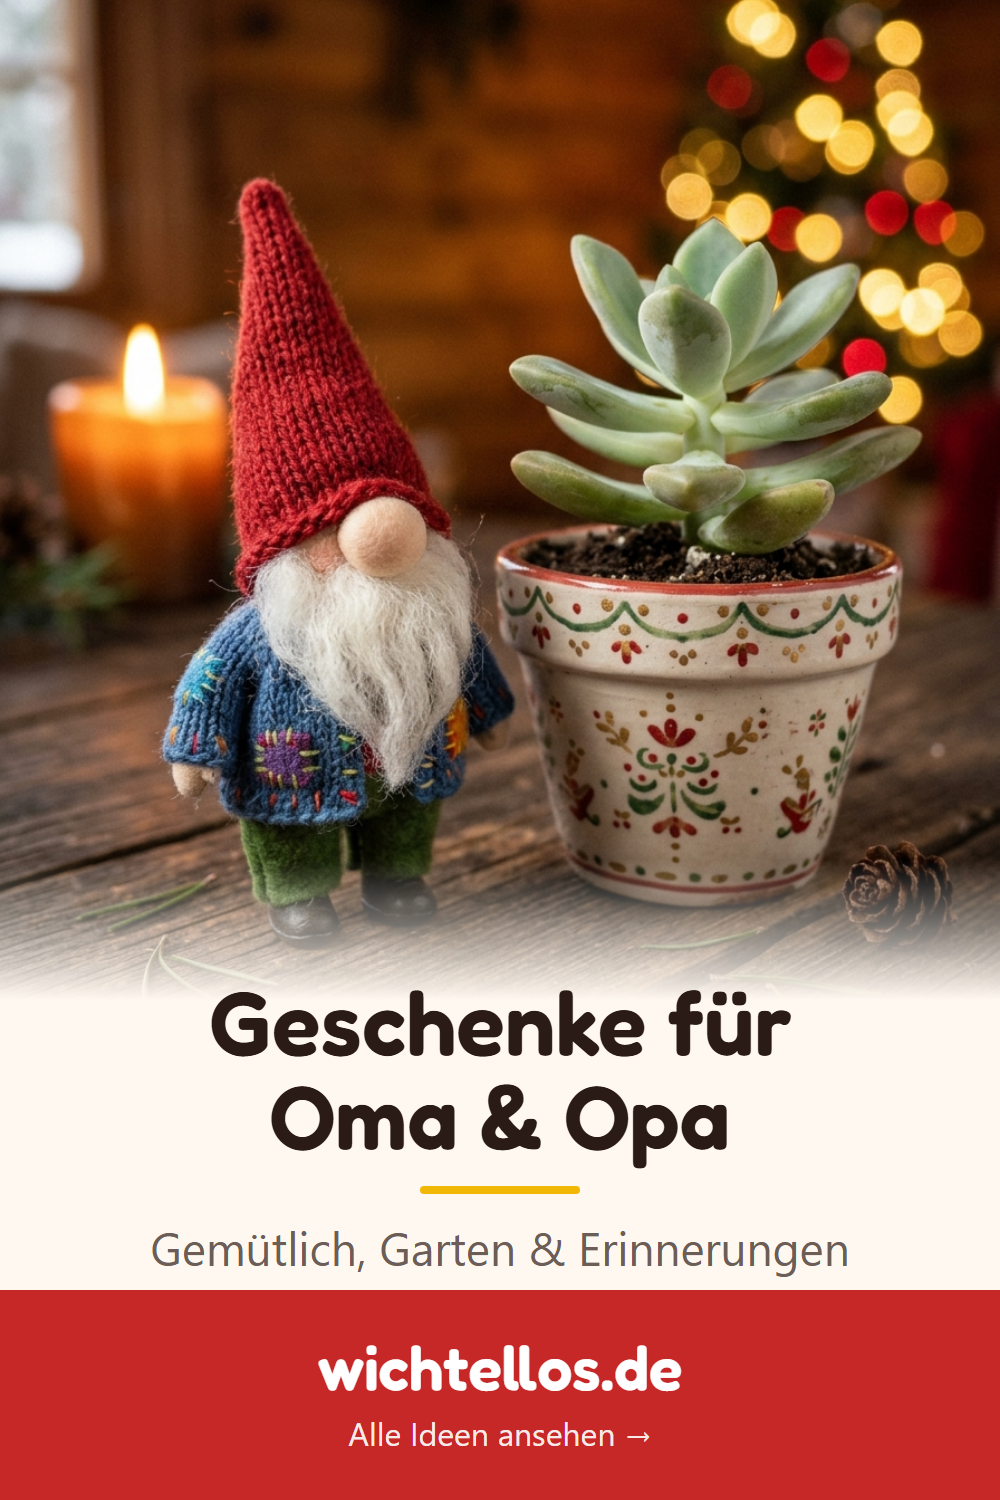 Geschenke für
Oma & Opa
Gemütlich, Garten & Erinnerungen
wichtellos.de
Alle Ideen ansehen →